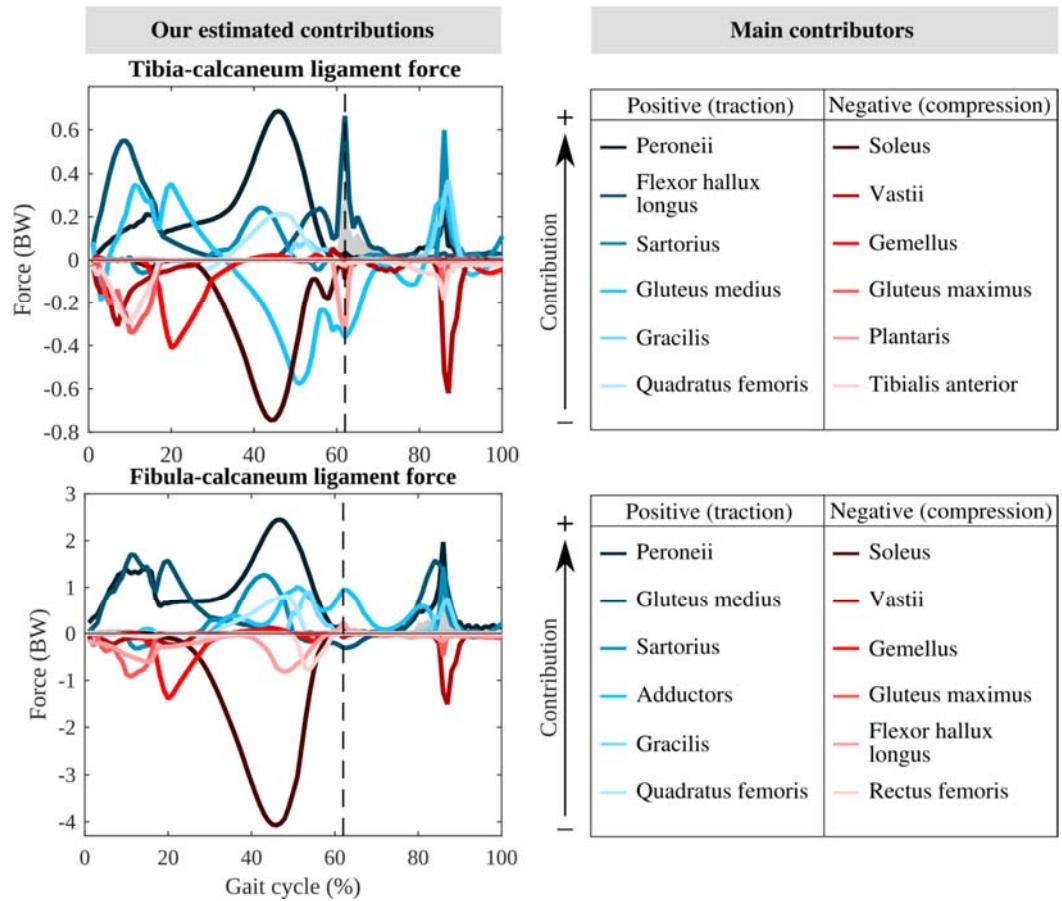 Our estimated contributions
Main contributors
Tibia-calcaneum ligament force
Force (BW)
0.6
0.4
0.2
0
-0.2
-0.4
-0.6
-0.8
0 20 40 60 80 100
+
Contribution
−
Positive (traction) Negative (compression)
Peroneii Soleus
Flexor hallux
longus
Vastii
Sartorius Gemellus
Gluteus medius Gluteus maximus
Gracilis Plantaris
Quadratus femoris Tibialis anterior
Fibula-calcaneum ligament force
Force (BW)
3
2
1
0
-1
-2
-3
-4
0 20 40 60 80 100
Gait cycle (%)
+
Contribution
−
Positive (traction) Negative (compression)
Peroneii Soleus
Gluteus medius Vastii
Sartorius Gemellus
Adductors Gluteus maximus
Gracilis
Flexor hallux
longus
Quadratus femoris Rectus femoris